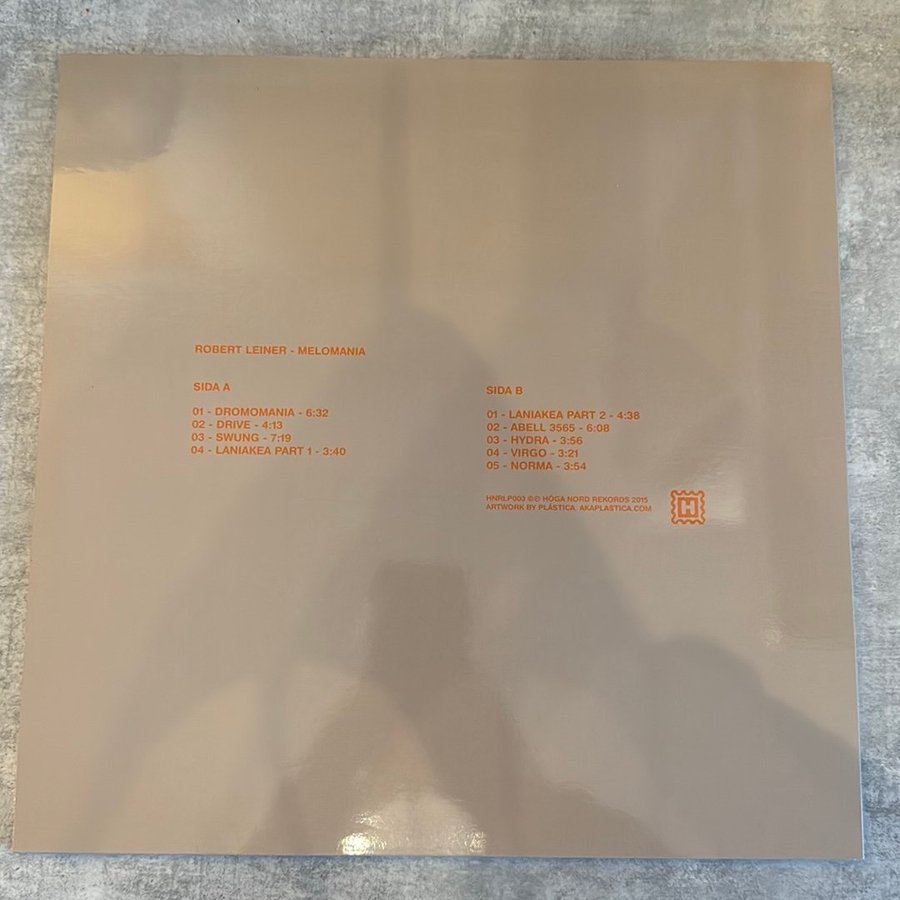 ROBERT LEINER - MELOMANIA
SIDA A
01 - DROMOMANIA - 6:32
02 - DRIVE - 4:13
03 - SWUNG - 7:19
04 - LANIAKEA PART 1 - 3:40
SIDA B
01 - LANIAKEA PART 2 - 4:38
02 - ABELL 3565 - 6:08
03 - HYDRA - 3:56
04 - VIRGO - 3:21
05 - NORMA - 3:54
HNRLP003 ©℗ HÖGA NORD RECORDS 2015
ARTWORK BY PLÁSTICA. AKAPLASTICA.COM
H